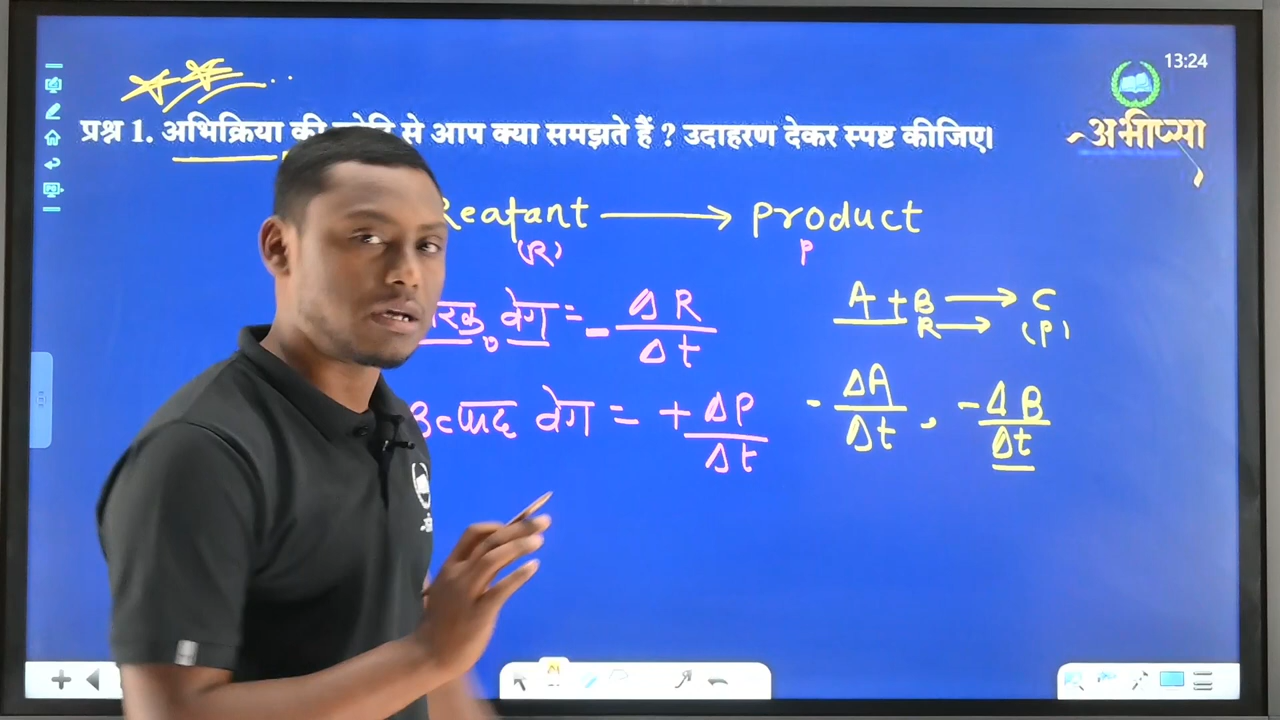 13:24
अभीप्सा
प्रश्न 1. अभिक्रिया की से आप क्या समझते हैं ? उदाहरण देकर स्पष्ट कीजिए।
Reatant ⟶ product
(R) P
वेग = - ΔR/Δt
A + B ⟶ C
R ⟶ (P)
वेग = + ΔP/Δt
- ΔA/Δt , - ΔB/Δt